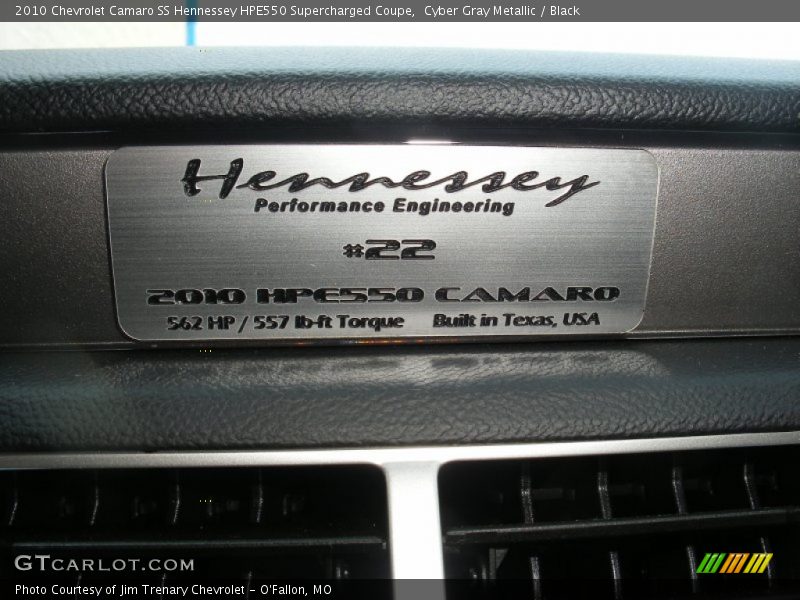 2010 Chevrolet Camaro SS Hennessey HPE550 Supercharged Coupe,  Cyber Gray Metallic / Black
Hennessey
Performance Engineering
#22
2010 HPE550 CAMARO
562 HP / 557 lb-ft Torque Built in Texas, USA
GTCARLOT.COM
Photo Courtesy of Jim Trenary Chevrolet - O'Fallon, MO